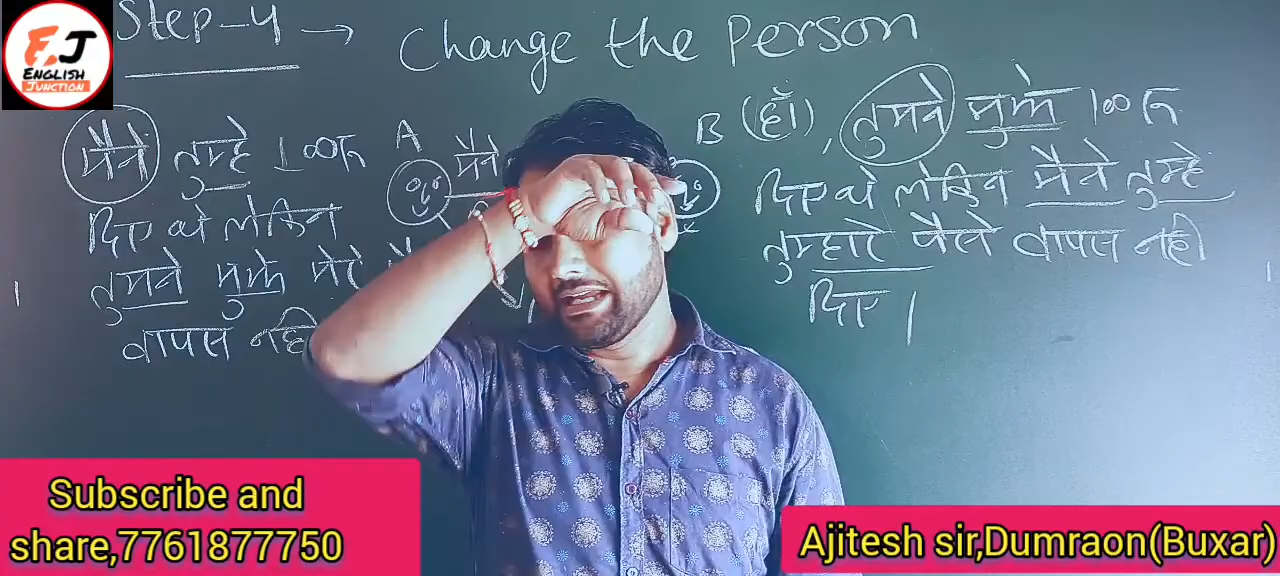 Step-4 → Change the Person
E.J
ENGLISH
JUNCTION
मैने तुम्हे 100रु
दिए थे लेकिन
तुमने मुझे मेरे
वापस नही
A मैने
B (हाँ), तुमने मुझे 100रु
दिए थे लेकिन मैने तुम्हे
तुम्हारे पैसे वापस नही
दिए।
Subscribe and
share,7761877750
Ajitesh sir,Dumraon(Buxar)